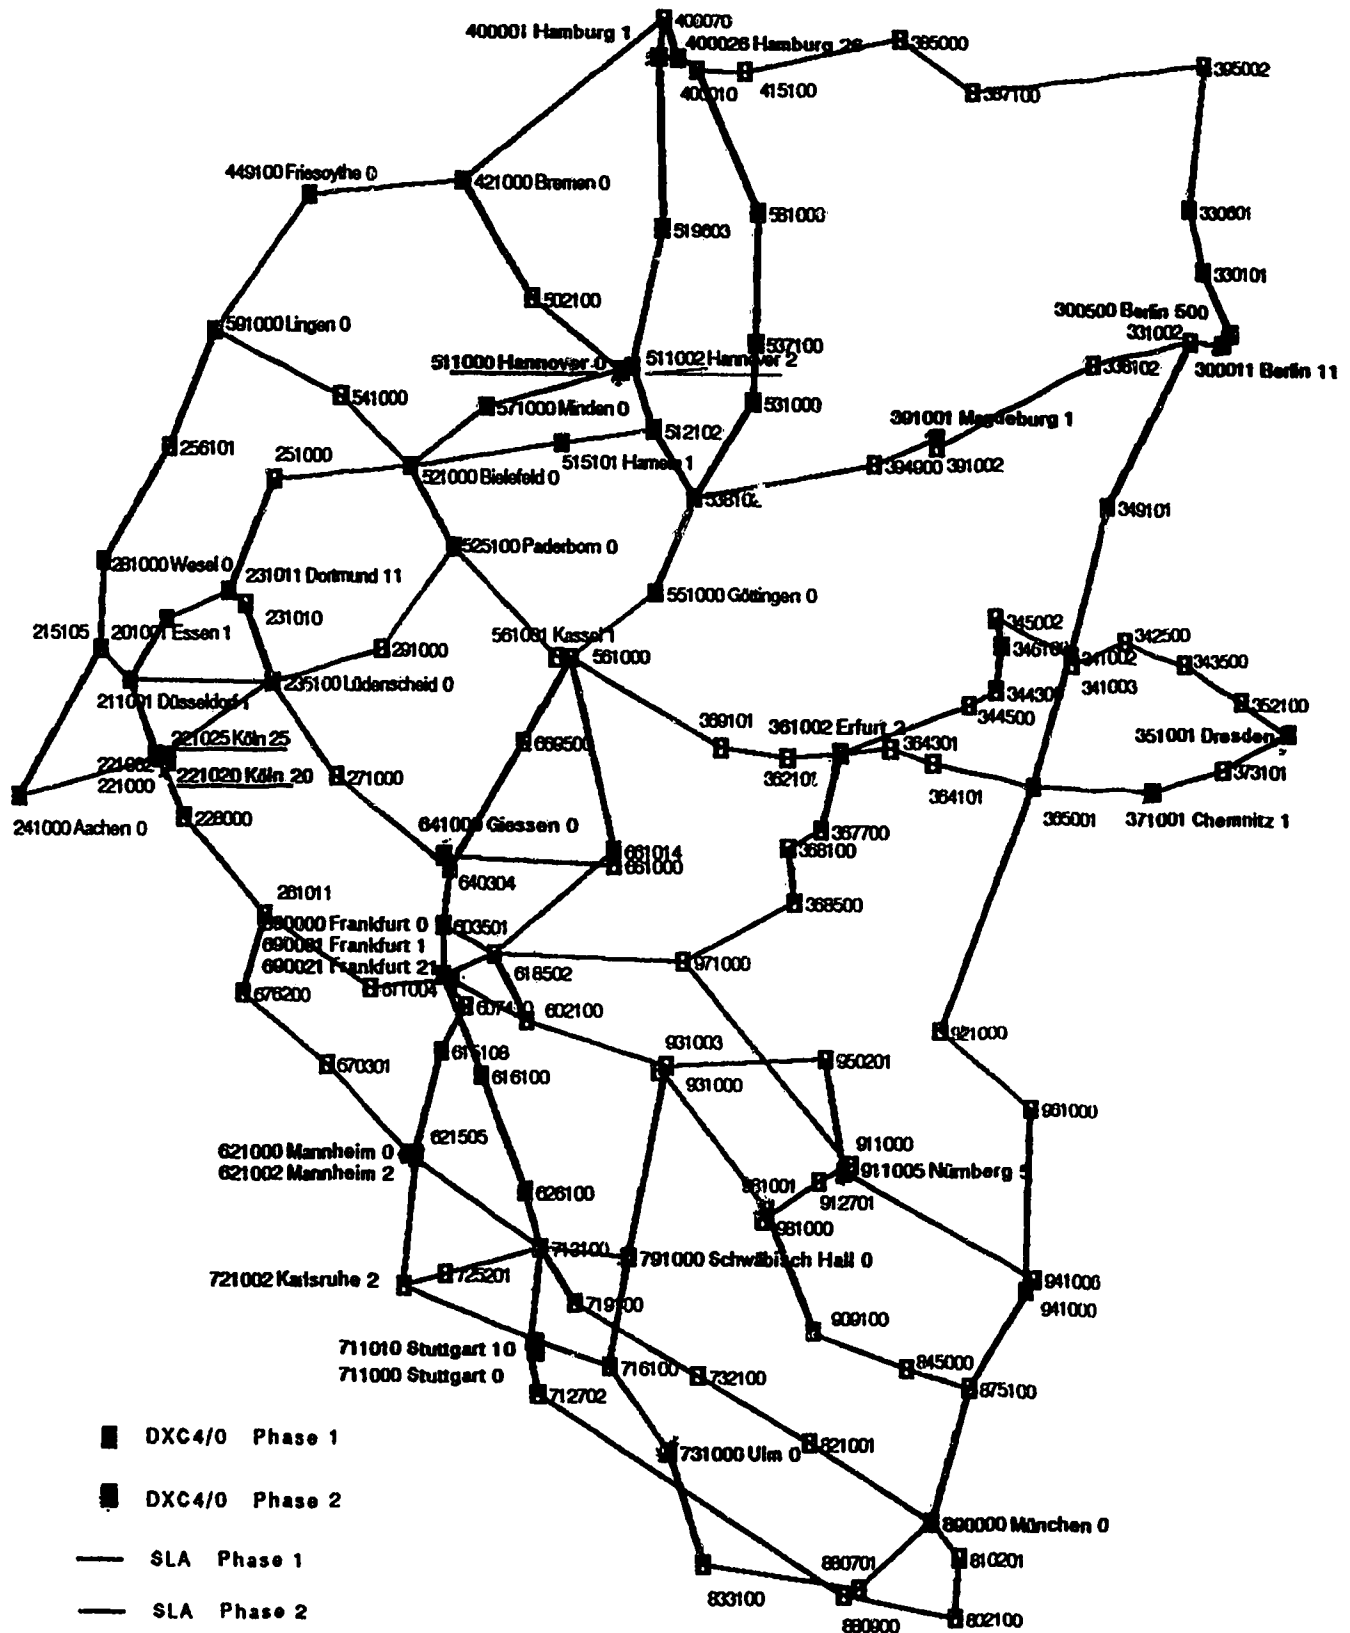 400070
400001 Hamburg 1
400026 Hamburg 26
385000
395002
400010
415100
387100
449100 Friesoythe 0
421000 Bremen 0
581000
330601
519603
330101
502100
300500 Berlin 500
591000 Lingen 0
331002
537100
511000 Hannover 0
511002 Hannover 2
338102
300011 Berlin 11
541000
571000 Minden 0
531000
391001 Magdeburg 1
512102
256101
251000
515101 Hameln 1
394900
391002
521000 Bielefeld 0
349101
525100 Paderborn 0
281000 Wesel 0
231011 Dortmund 11
551000 Göttingen 0
231010
345002
215105
201001 Essen 1
561001 Kassel 1
342500
291000
561000
341002
343500
341003
235100 Lüdenscheid 0
211001 Düsseldorf 1
344500
352100
369101
361002 Erfurt 2
351001 Dresden
221025 Köln 25
669500
364301
221020 Köln 20
221000
271000
373101
364101
241000 Aachen 0
228000
641000 Giessen 0
367700
365001
371001 Chemnitz 1
368100
661014
661000
640304
261011
368500
Frankfurt 0
603501
Frankfurt 1
690021 Frankfurt 21
618502
971000
611004
676200
602100
921000
931003
670301
615108
616100
931000
950201
961000
621505
911000
621000 Mannheim 0
621002 Mannheim 2
911005 Nürnberg 5
626100
912701
981000
713100
791000 Schwäbisch Hall 0
725201
721002 Karlsruhe 2
941006
941000
719100
909100
711010 Stuttgart 10
716100
732100
845000
711000 Stuttgart 0
712702
875100
DXC4/0 Phase 1
731000 Ulm 0
821001
DXC4/0 Phase 2
890000 München 0
SLA Phase 1
880701
810201
833100
SLA Phase 2
880900
802100